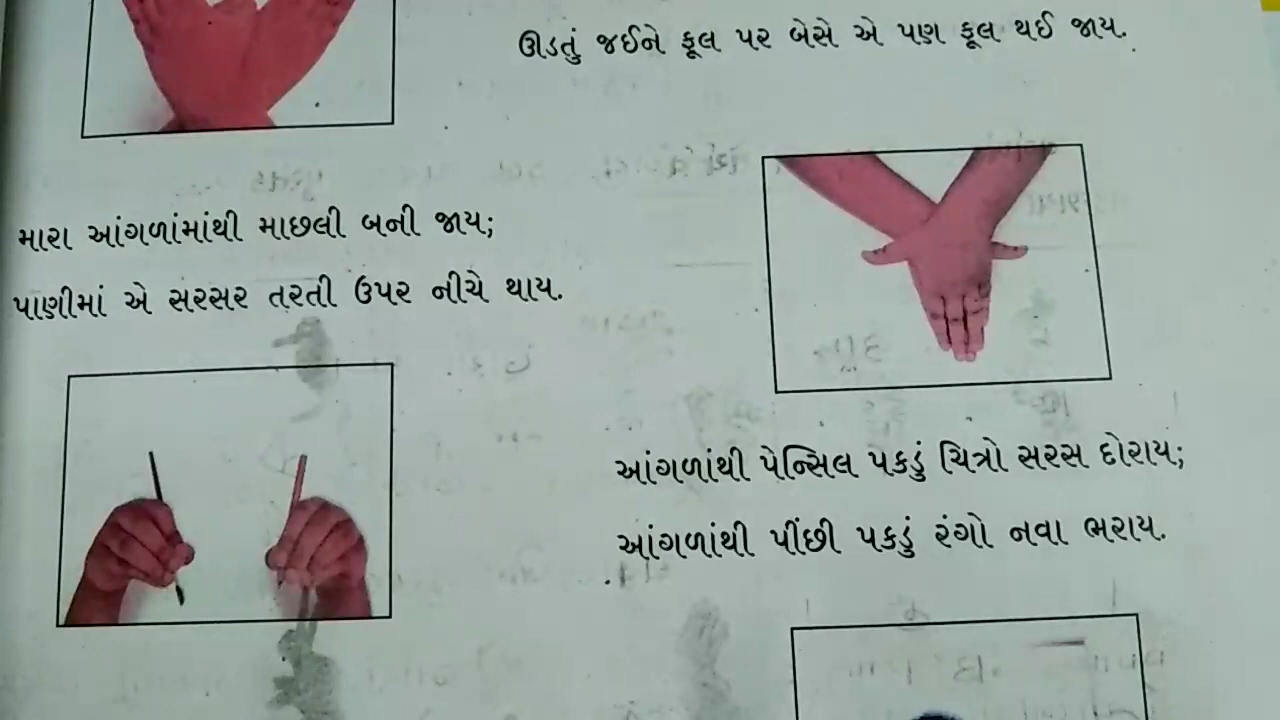 ઊડતું જઈને ફૂલ પર બેસે એ પણ ફૂલ થઈ જાય.
મારા આંગળાંમાંથી માછલી બની જાય;
પાણીમાં એ સરસર તરતી ઉપર નીચે થાય.
આંગળાંથી પેન્સિલ પકડું ચિત્રો સરસ દોરાય;
આંગળાંથી પીંછી પકડું રંગો નવા ભરાય.